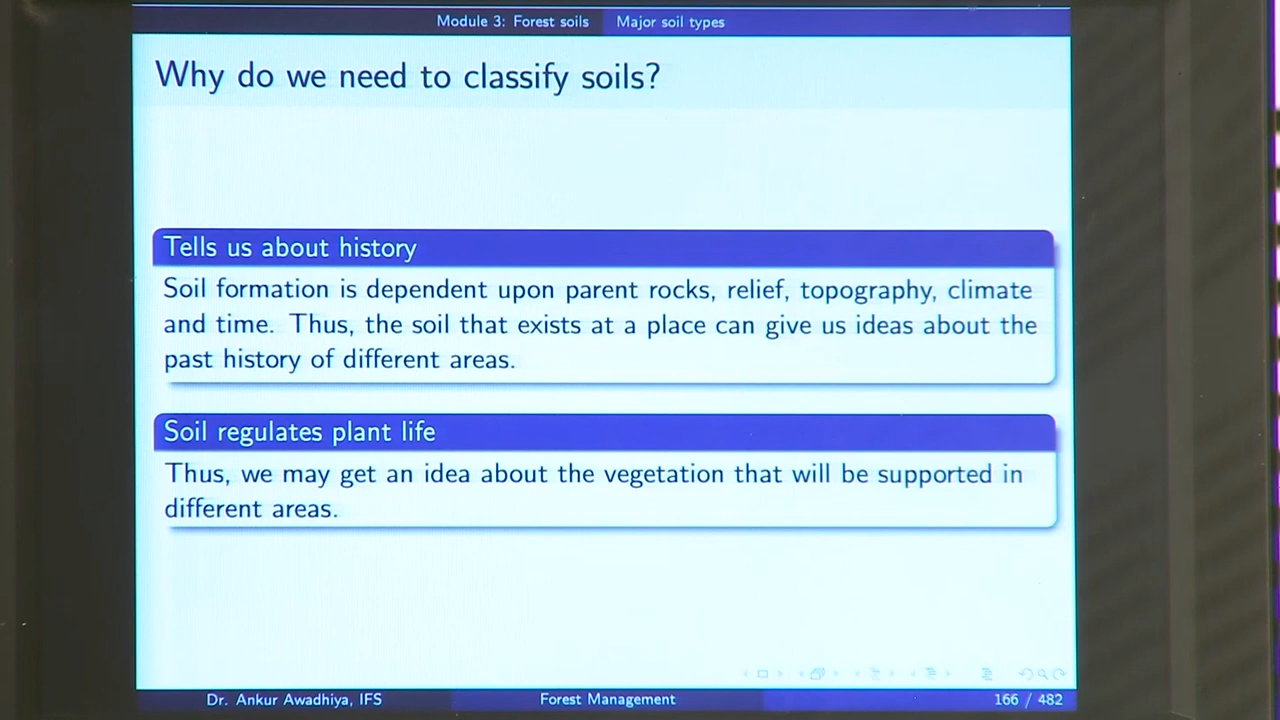 Module 3: Forest soils Major soil types
Why do we need to classify soils?
Tells us about history
Soil formation is dependent upon parent rocks, relief, topography, climate
and time. Thus, the soil that exists at a place can give us ideas about the
past history of different areas.
Soil regulates plant life
Thus, we may get an idea about the vegetation that will be supported in
different areas.
Dr. Ankur Awadhiya, IFS Forest Management 166 / 482